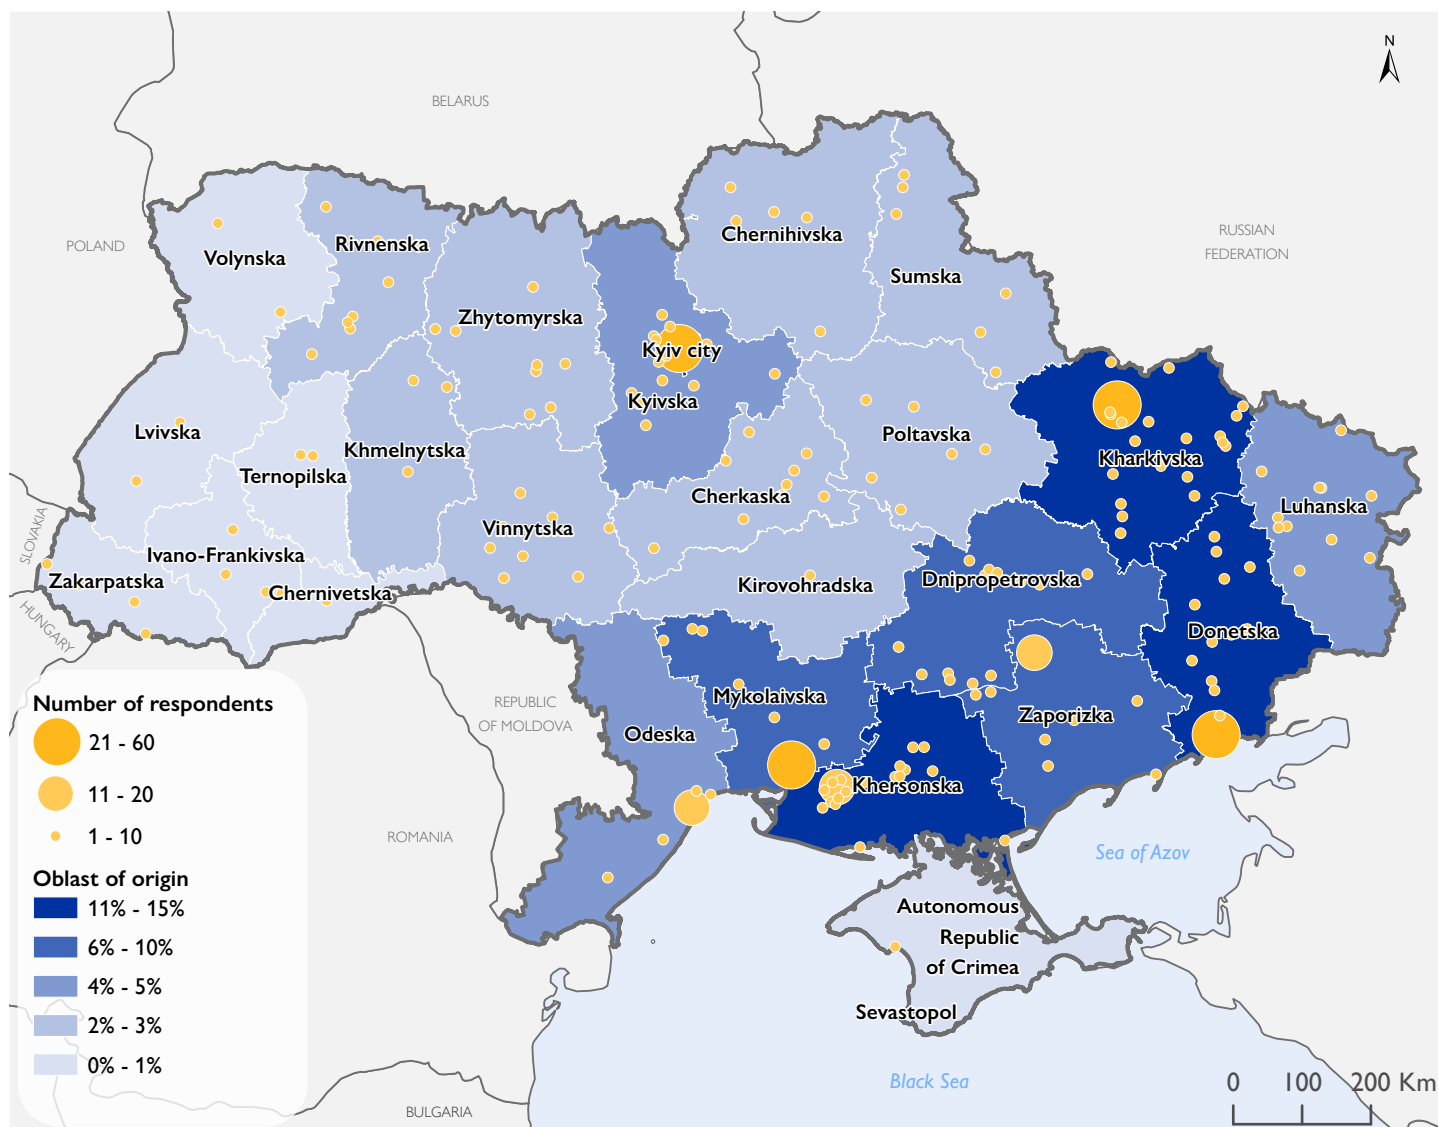 N
BELARUS
POLAND
RUSSIAN
FEDERATION
Volynska
Rivnenska
Chernihivska
Sumska
Zhytomyrska
Kyiv city
Kyivska
Lvivska
Khmelnytska
Ternopilska
Poltavska
Kharkivska
Cherkaska
Luhanska
Vinnytska
SLOVAKIA
Ivano-Frankivska
Zakarpatska
Chernivetska
Kirovohradska
Dnipropetrovska
HUNGARY
Donetska
Mykolaivska
Zaporizka
REPUBLIC
OF MOLDOVA
Odeska
Khersonska
ROMANIA
Sea of Azov
Autonomous
Republic
of Crimea
Sevastopol
Black Sea
BULGARIA
Number of respondents
21 - 60
11 - 20
1 - 10
Oblast of origin
11% - 15%
6% - 10%
4% - 5%
2% - 3%
0% - 1%
0 100 200 Km